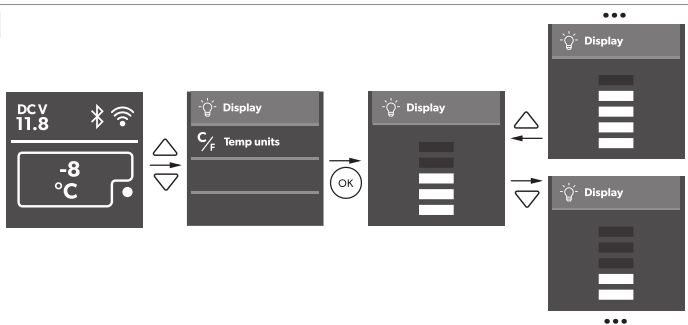 •••
Display
DC V
11.8
-8
°C
Display
C/F Temp units
OK
Display
Display
•••